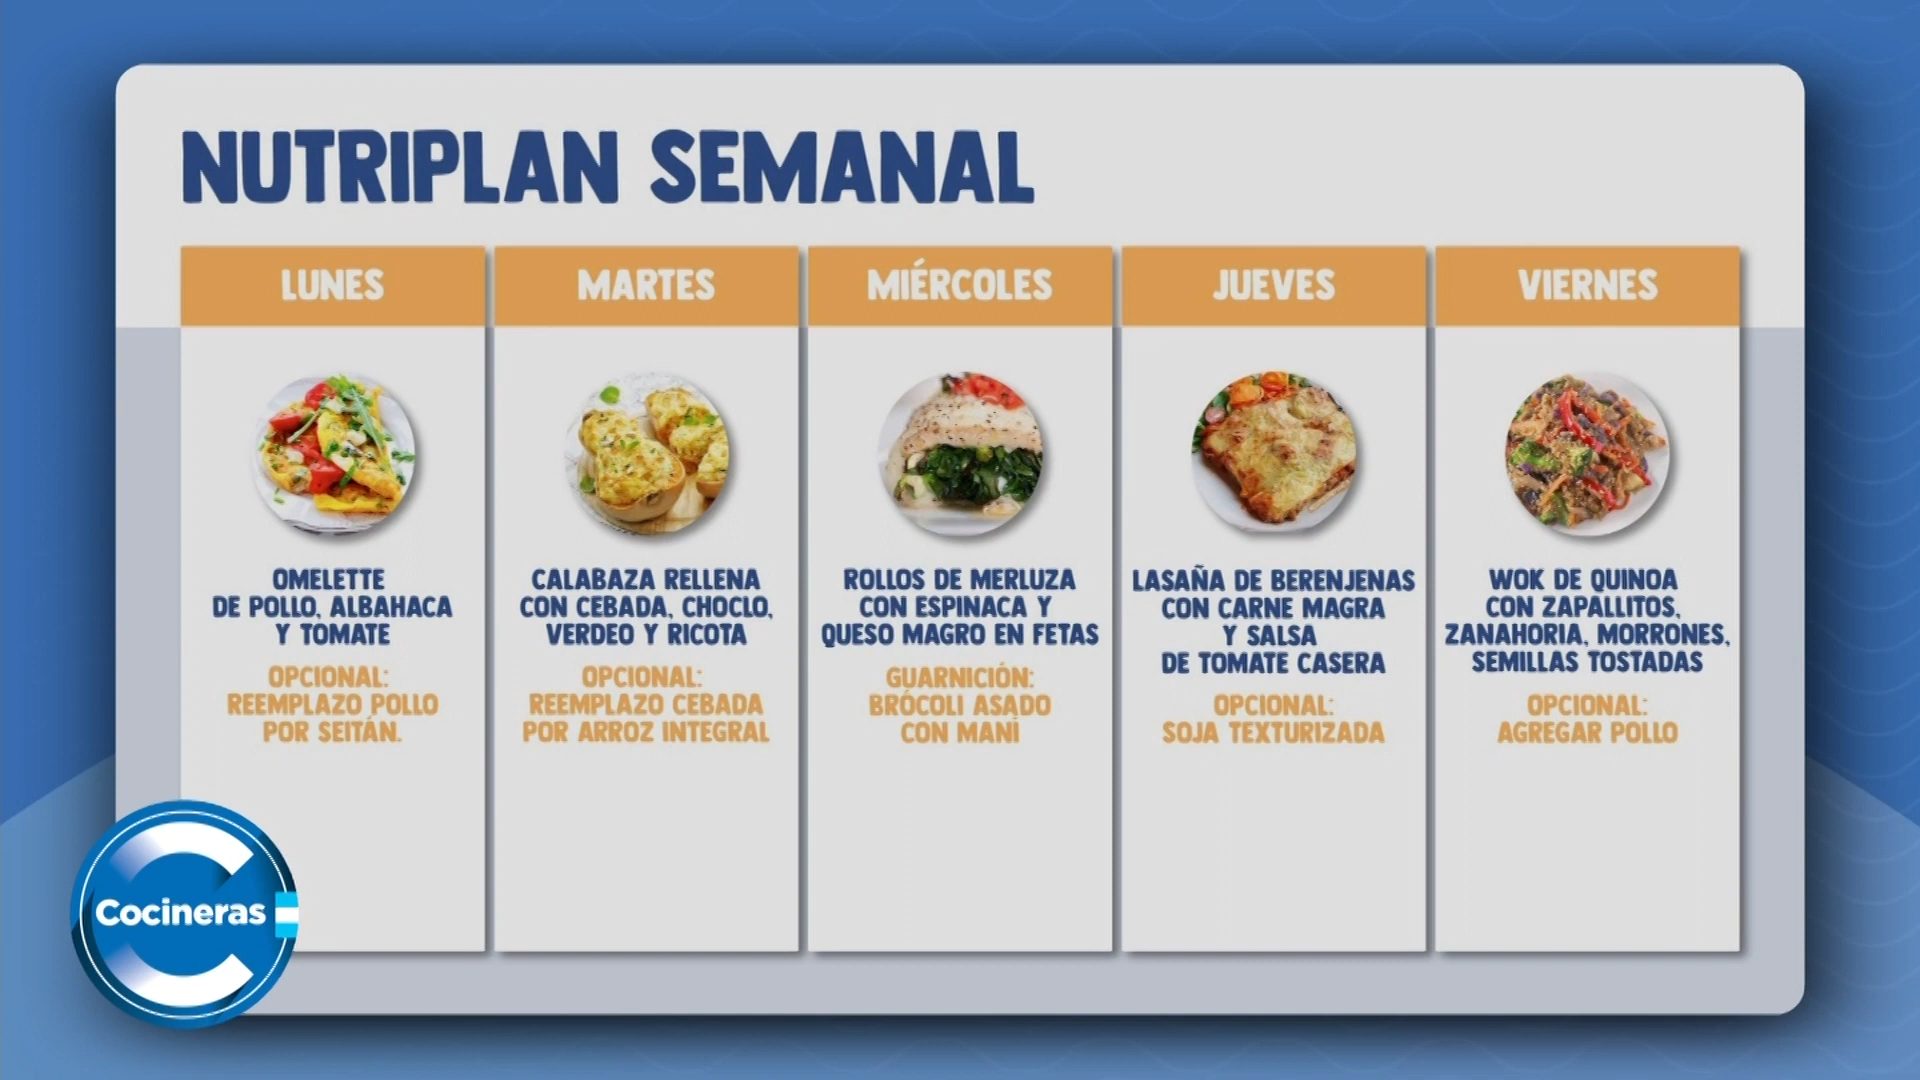 NUTRIPLAN SEMANAL
LUNES
OMELETTE
DE POLLO, ALBAHACA
Y TOMATE
OPCIONAL:
REEMPLAZO POLLO
POR SEITÁN.
MARTES
CALABAZA RELLENA
CON CEBADA, CHOCLO,
VERDEO Y RICOTA
OPCIONAL:
REEMPLAZO CEBADA
POR ARROZ INTEGRAL
MIÉRCOLES
ROLLOS DE MERLUZA
CON ESPINACA Y
QUESO MAGRO EN FETAS
GUARNICIÓN:
BRÓCOLI ASADO
CON MANÍ
JUEVES
LASAÑA DE BERENJENAS
CON CARNE MAGRA
Y SALSA
DE TOMATE CASERA
OPCIONAL:
SOJA TEXTURIZADA
VIERNES
WOK DE QUINOA
CON ZAPALLITOS,
ZANAHORIA, MORRONES,
SEMILLAS TOSTADAS
OPCIONAL:
AGREGAR POLLO
Cocineras